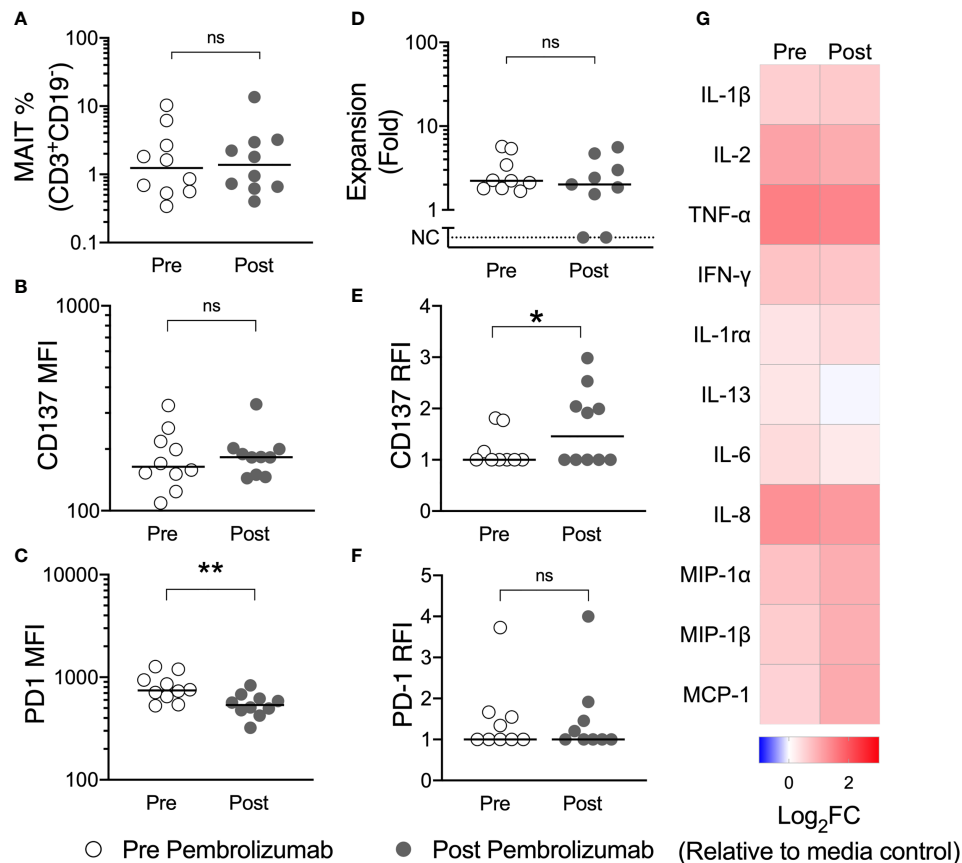 A
MAIT %
(CD3⁺CD19⁻)
100
10
1
0.1
ns
Pre Post
B
CD137 MFI
1000
100
ns
Pre Post
C
PD1 MFI
10000
1000
100
**
Pre Post
D
Expansion
(Fold)
100
10
1
NC
ns
Pre Post
E
CD137 RFI
4
3
2
1
0
*
Pre Post
F
PD-1 RFI
5
4
3
2
1
0
ns
Pre Post
G
Pre Post
IL-1β
IL-2
TNF-α
IFN-γ
IL-1rα
IL-13
IL-6
IL-8
MIP-1α
MIP-1β
MCP-1
0 2
Log₂FC
(Relative to media control)
Pre Pembrolizumab Post Pembrolizumab